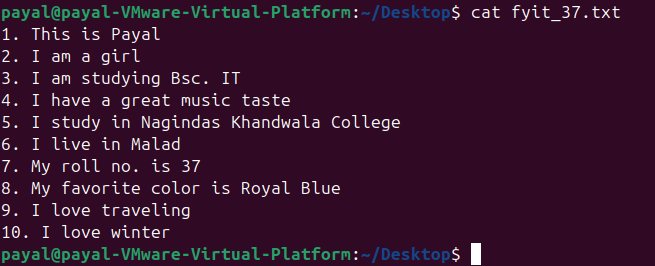 payal@payal-VMware-Virtual-Platform:~/Desktop$ cat fyit_37.txt
1. This is Payal
2. I am a girl
3. I am studying Bsc. IT
4. I have a great music taste
5. I study in Nagindas Khandwala College
6. I live in Malad
7. My roll no. is 37
8. My favorite color is Royal Blue
9. I love traveling
10. I love winter
payal@payal-VMware-Virtual-Platform:~/Desktop$